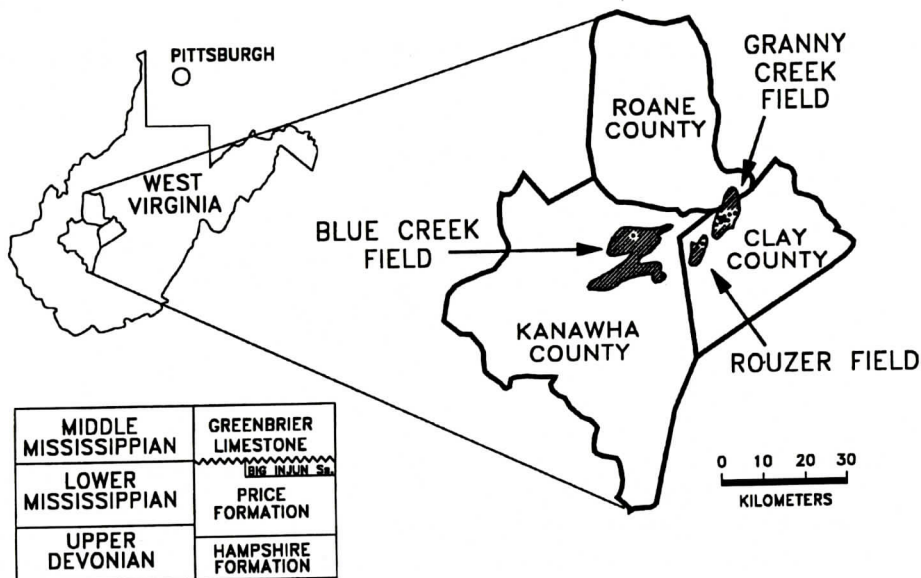 PITTSBURGH
WEST
VIRGINIA
GRANNY
CREEK
FIELD
ROANE
COUNTY
BLUE CREEK
FIELD
CLAY
COUNTY
KANAWHA
COUNTY
ROUZER FIELD
0 10 20 30
KILOMETERS
MIDDLE
MISSISSIPPIAN
GREENBRIER
LIMESTONE
BIG INJUN Ss.
LOWER
MISSISSIPPIAN
PRICE
FORMATION
UPPER
DEVONIAN
HAMPSHIRE
FORMATION